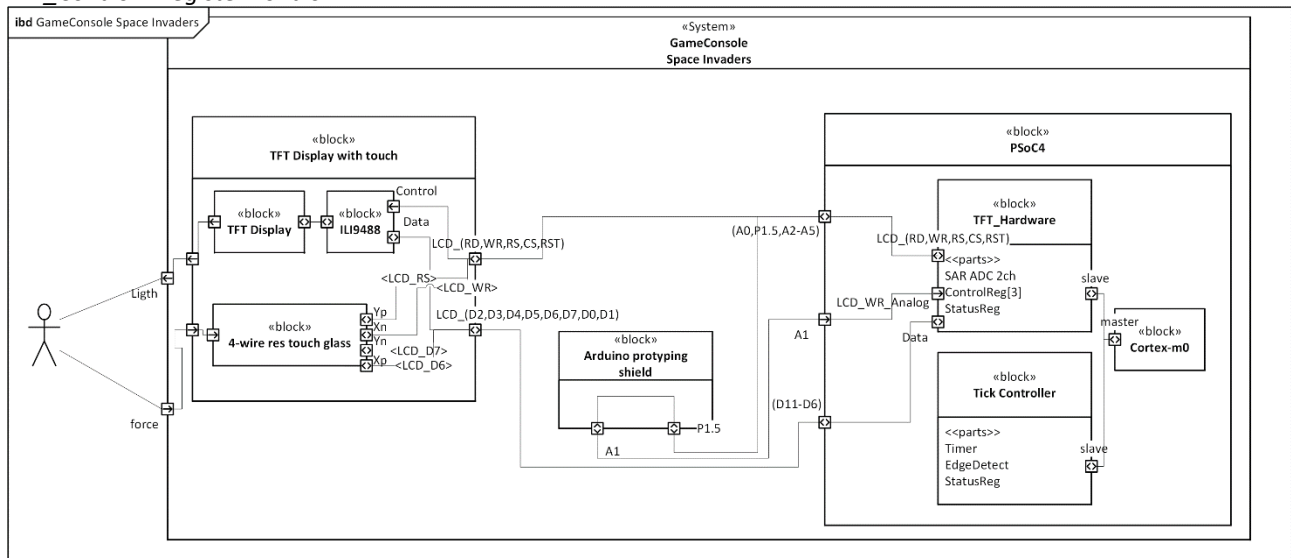 ibd GameConsole Space Invaders
«System»
GameConsole
Space Invaders
«block»
TFT Display with touch
«block»
TFT Display
«block»
ILI9488
Control
Data
LCD_(RD,WR,RS,CS,RST)
<LCD_RS>
<LCD_WR>
LCD_(D2,D3,D4,D5,D6,D7,D0,D1)
«block»
4-wire res touch glass
Yp
Xn
Yn
Xp
<LCD_D7>
<LCD_D6>
Ligth
force
«block»
Arduino protyping
shield
A1
P1.5
«block»
PSoC4
(A0,P1.5,A2-A5)
A1
(D11-D6)
«block»
TFT_Hardware
LCD_(RD,WR,RS,CS,RST)
<<parts>>
SAR ADC 2ch
ControlReg[3]
StatusReg
LCD_WR_Analog
Data
slave
master
«block»
Cortex-m0
«block»
Tick Controller
<<parts>>
Timer
EdgeDetect
StatusReg
slave